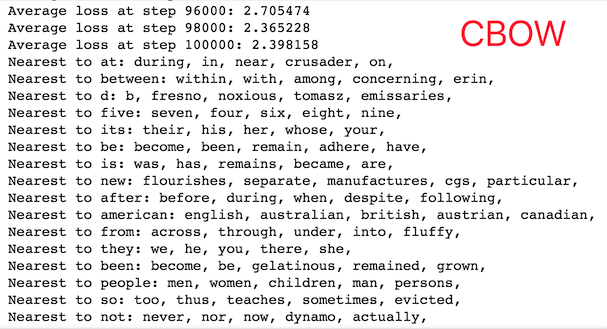 Average loss at step 96000: 2.705474
Average loss at step 98000: 2.365228
Average loss at step 100000: 2.398158
CBOW
Nearest to at: during, in, near, crusader, on,
Nearest to between: within, with, among, concerning, erin,
Nearest to d: b, fresno, noxious, tomasz, emissaries,
Nearest to five: seven, four, six, eight, nine,
Nearest to its: their, his, her, whose, your,
Nearest to be: become, been, remain, adhere, have,
Nearest to is: was, has, remains, became, are,
Nearest to new: flourishes, separate, manufactures, cgs, particular,
Nearest to after: before, during, when, despite, following,
Nearest to american: english, australian, british, austrian, canadian,
Nearest to from: across, through, under, into, fluffy,
Nearest to they: we, he, you, there, she,
Nearest to been: become, be, gelatinous, remained, grown,
Nearest to people: men, women, children, man, persons,
Nearest to so: too, thus, teaches, sometimes, evicted,
Nearest to not: never, nor, now, dynamo, actually,